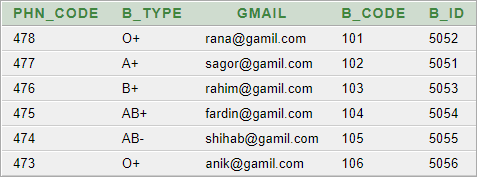 PHN_CODE B_TYPE GMAIL B_CODE B_ID
478 O+ rana@gamil.com 101 5052
477 A+ sagor@gamil.com 102 5051
476 B+ rahim@gamil.com 103 5053
475 AB+ fardin@gamil.com 104 5054
474 AB- shihab@gamil.com 105 5055
473 O+ anik@gamil.com 106 5056